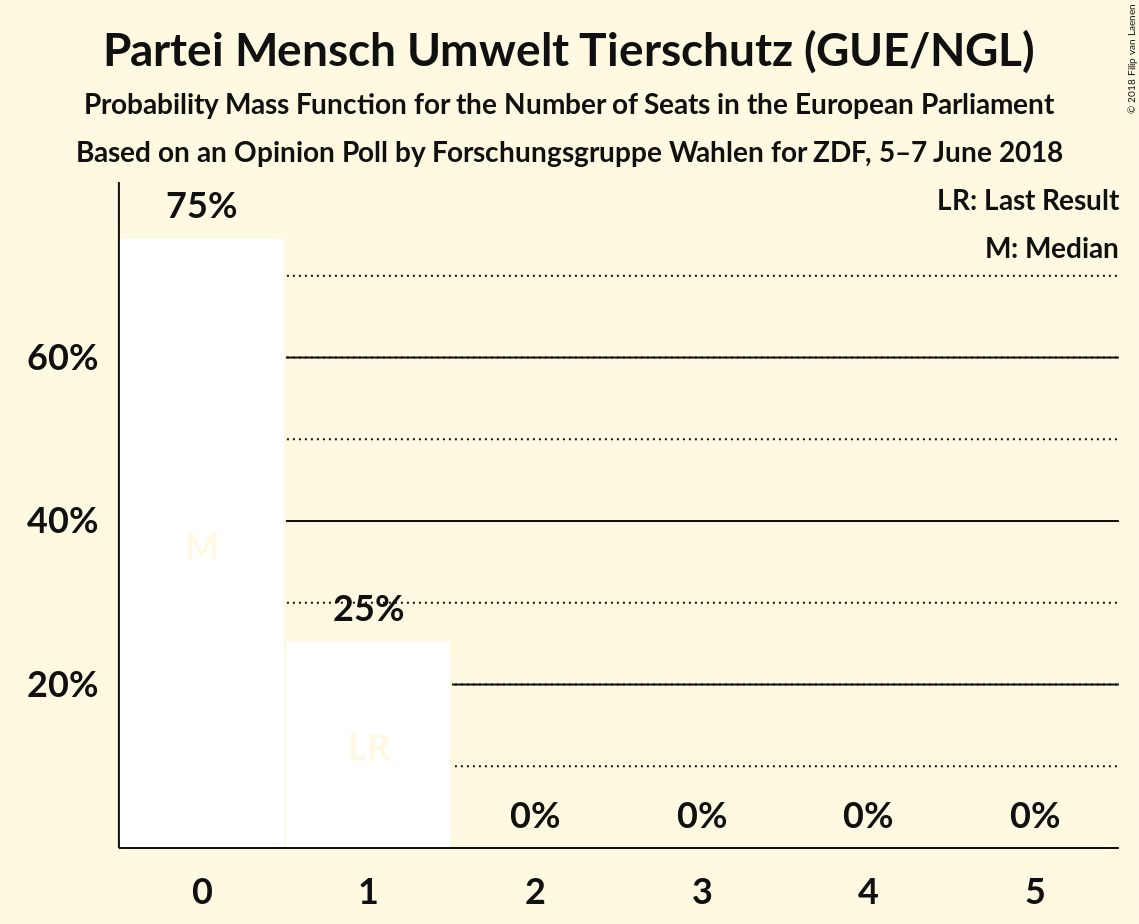 Partei Mensch Umwelt Tierschutz (GUE/NGL)
Probability Mass Function for the Number of Seats in the European Parliament
Based on an Opinion Poll by Forschungsgruppe Wahlen for ZDF, 5–7 June 2018
© 2018 Filip van Laenen
LR: Last Result
M: Median
75%
60%
40%
20%
M
25%
LR
0% 0% 0% 0%
0 1 2 3 4 5